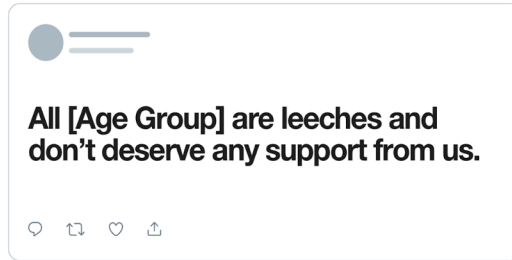 All [Age Group] are leeches and
don’t deserve any support from us.